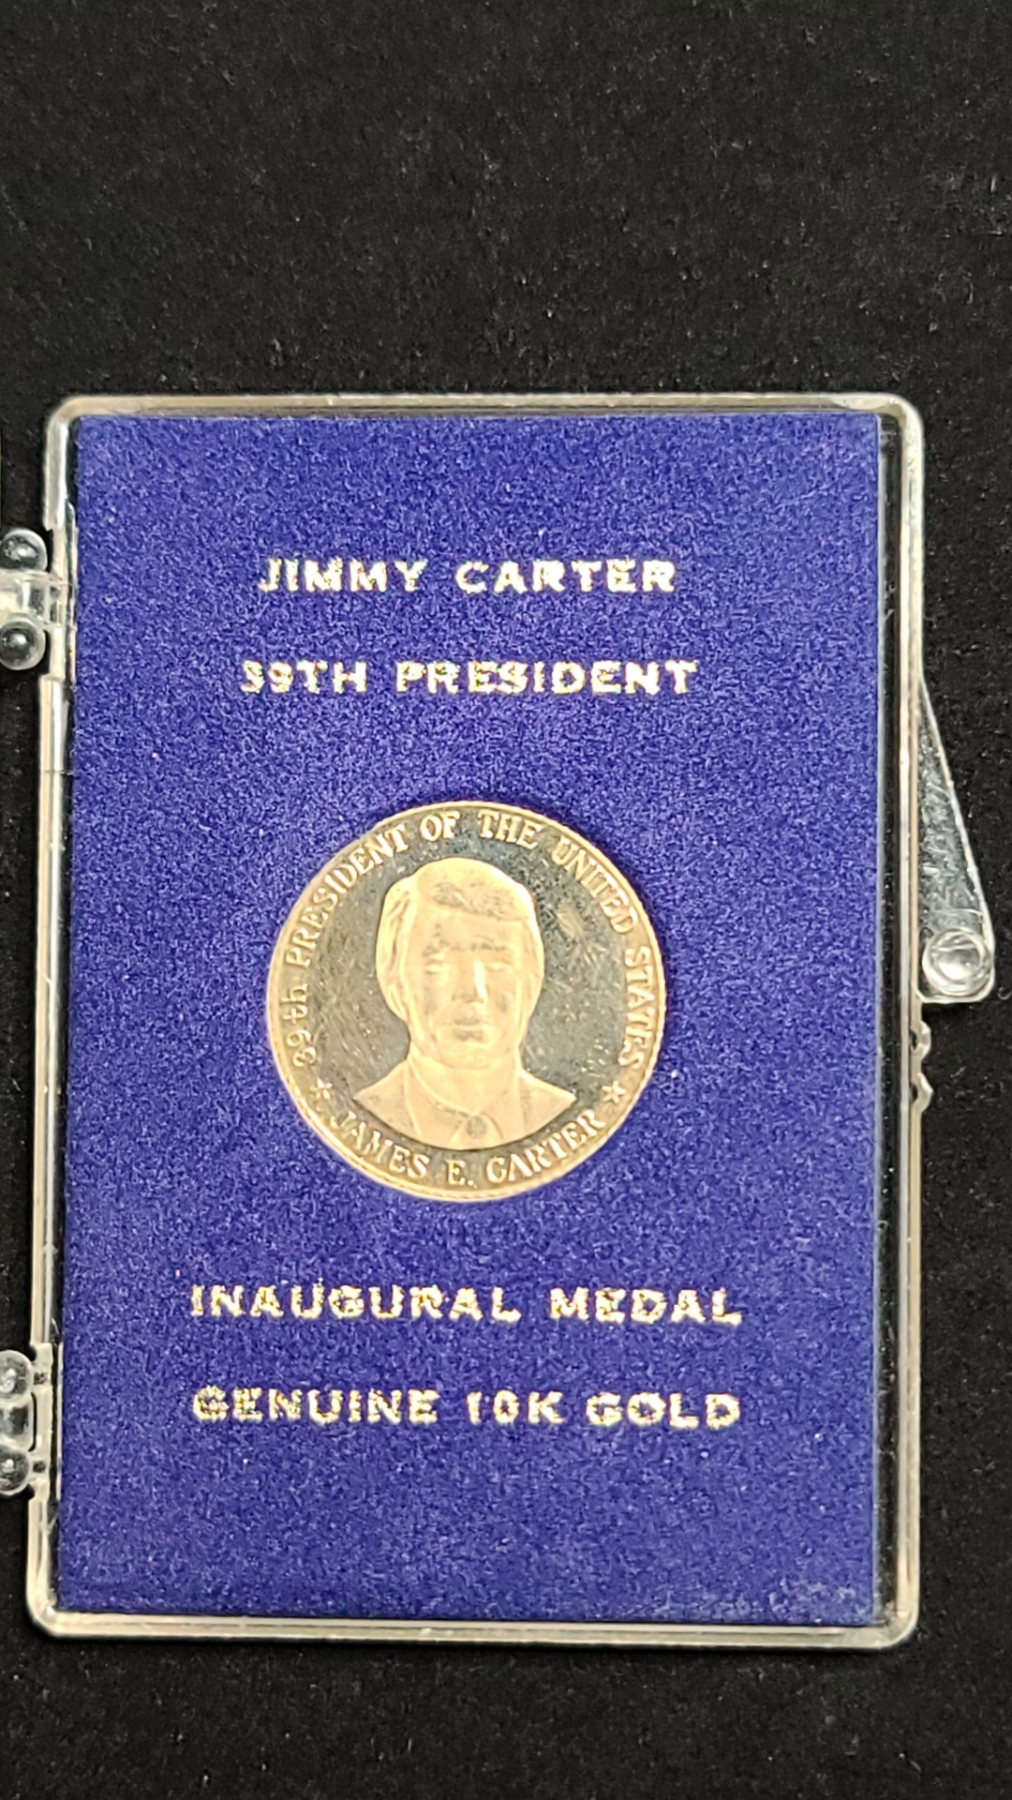 JIMMY CARTER
39TH PRESIDENT
39th PRESIDENT OF THE UNITED STATES
★ JAMES E. CARTER ★
INAUGURAL MEDAL
GENUINE 10K GOLD